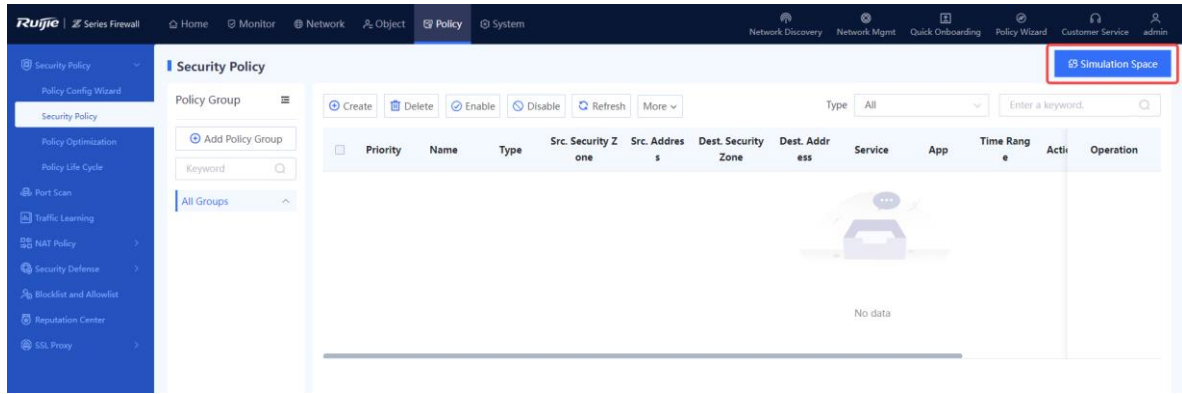 Ruijie | Z Series Firewall Home Monitor Network Object Policy System Network Discovery Network Mgmt Quick Onboarding Policy Wizard Customer Service admin
Security Policy
Policy Config Wizard
Security Policy
Policy Optimization
Policy Life Cycle
Port Scan
Traffic Learning
NAT Policy
Security Defense
Blocklist and Allowlist
Reputation Center
SSL Proxy
Security Policy
Simulation Space
Policy Group
Add Policy Group
Keyword
All Groups
Create Delete Enable Disable Refresh More Type All Enter a keyword.
Priority Name Type Src. Security Z Src. Addres Dest. Security Dest. Addr Service App Time Rang Actio Operation
one s Zone ess e
No data